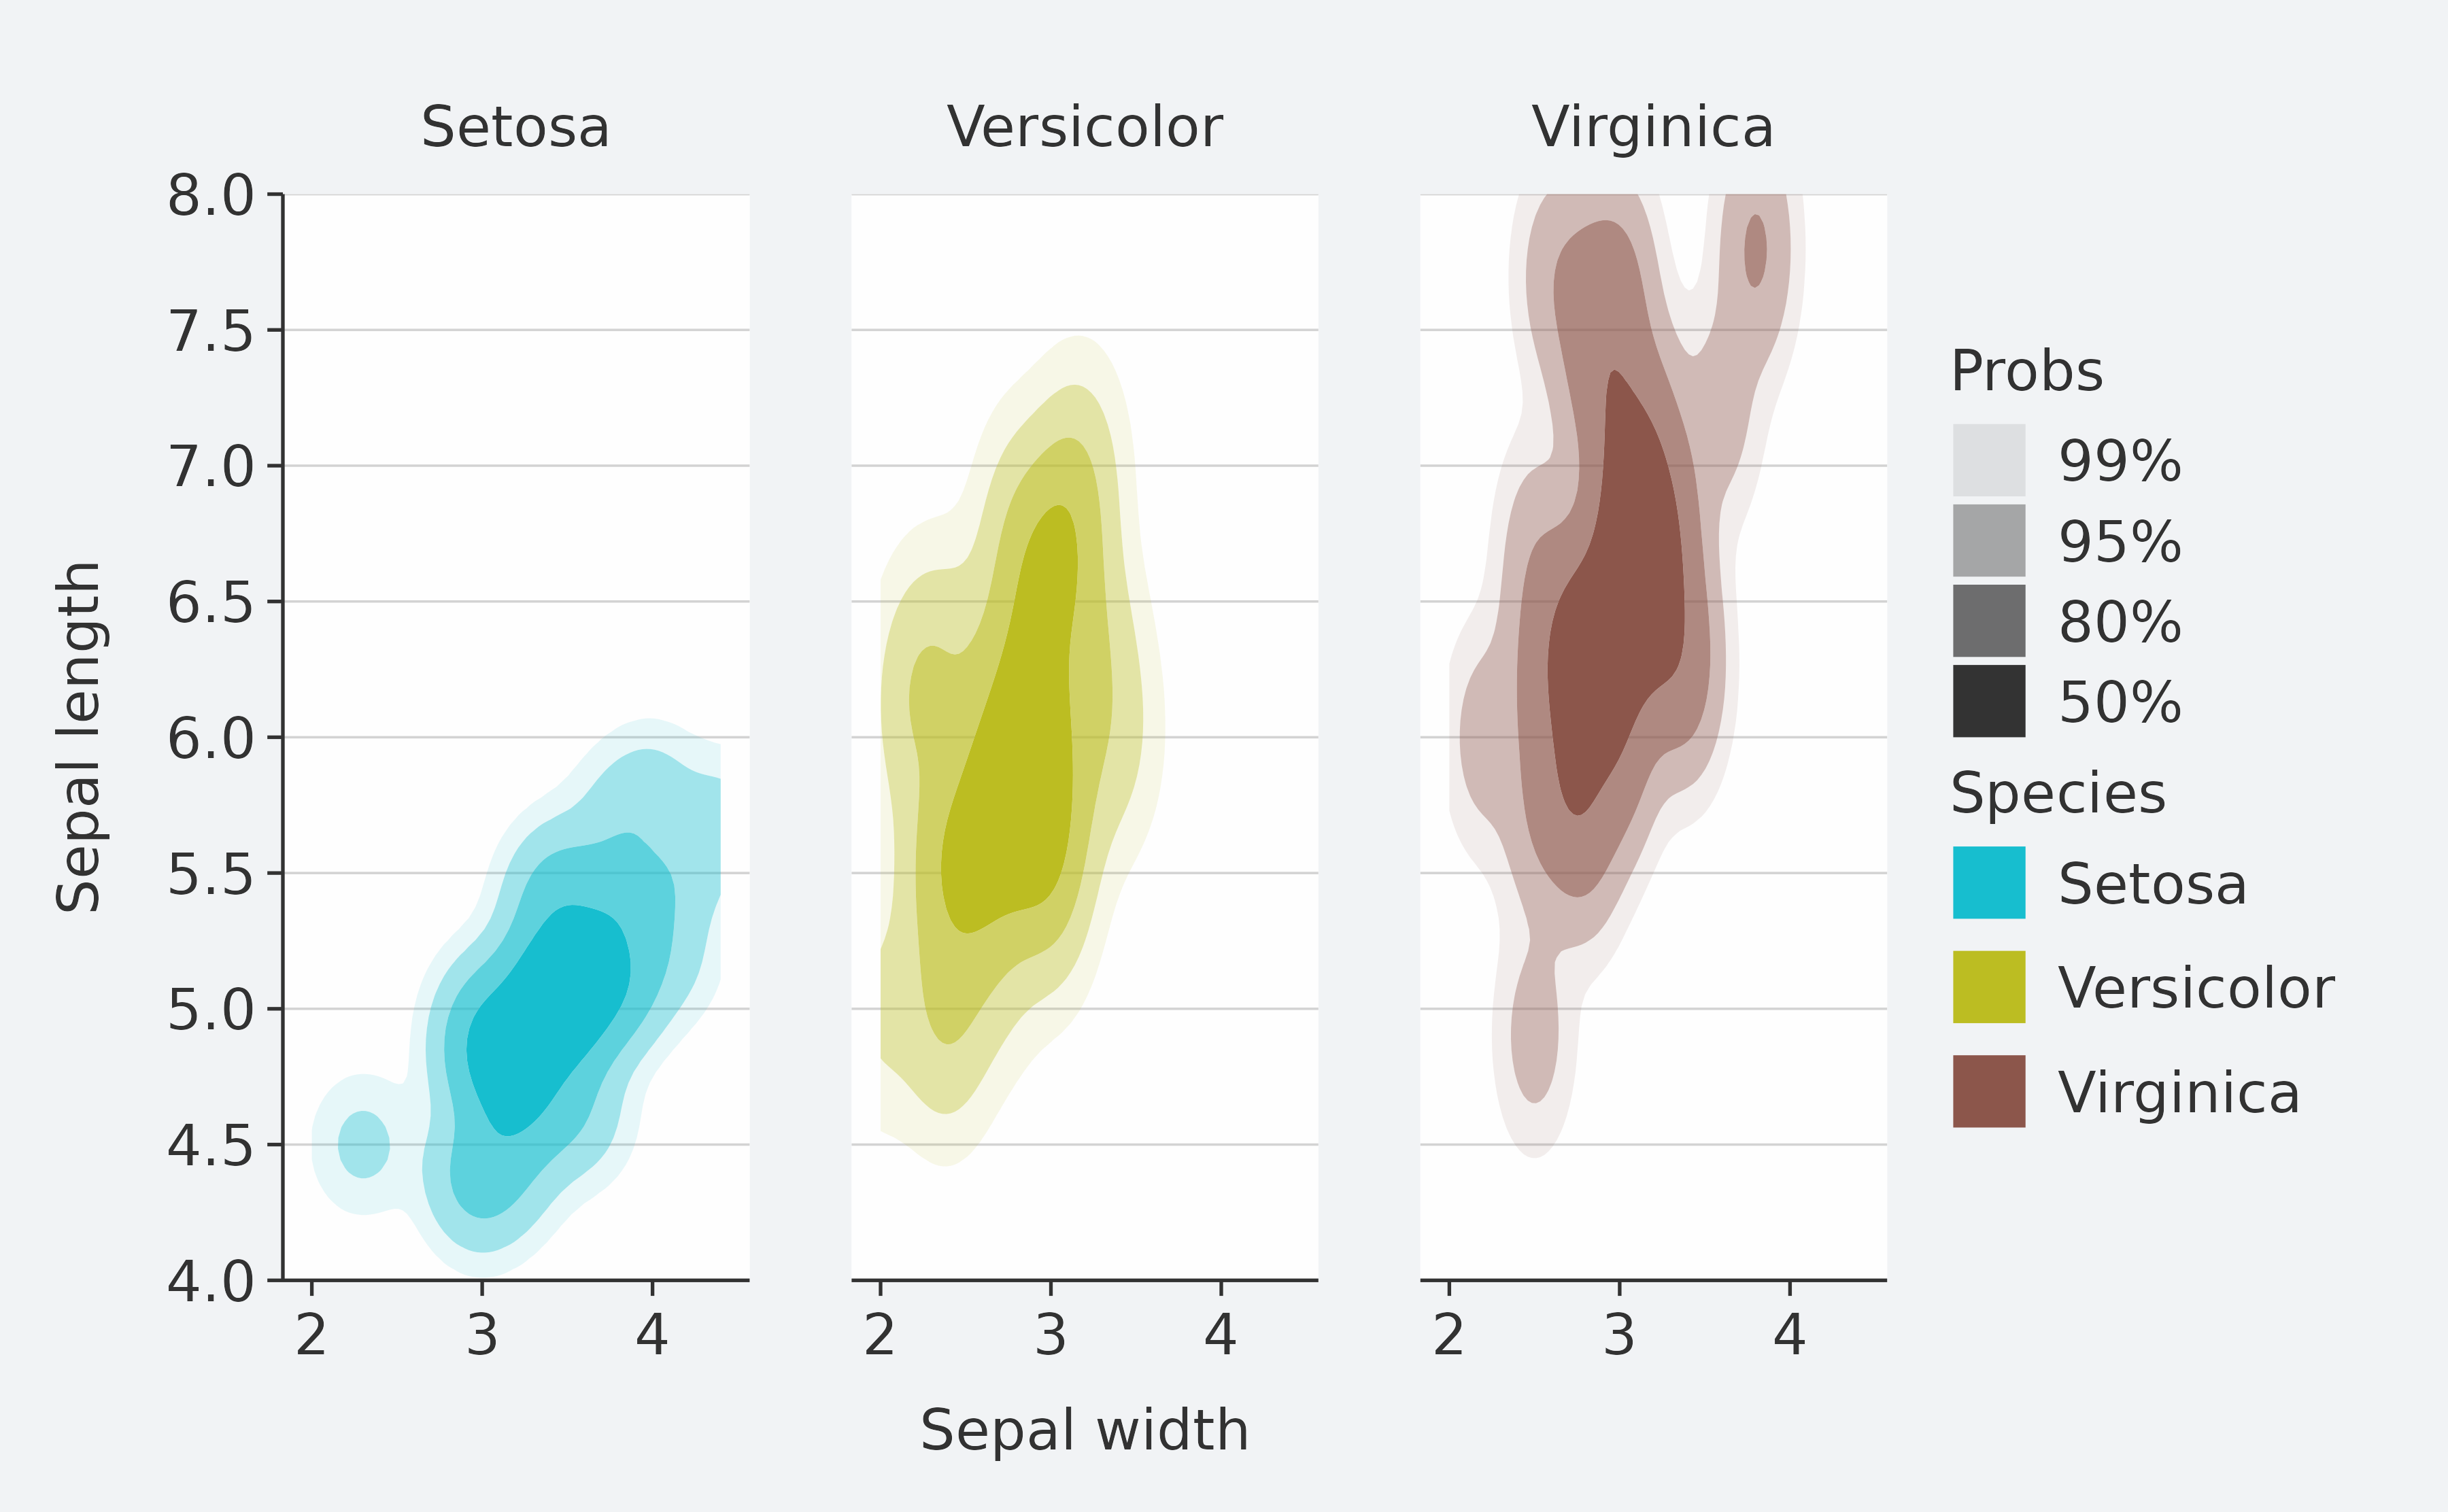 Setosa
Versicolor
Virginica
8.0
7.5
7.0
6.5
6.0
5.5
5.0
4.5
4.0
Sepal length
2 3 4
2 3 4
2 3 4
Sepal width
Probs
99%
95%
80%
50%
Species
Setosa
Versicolor
Virginica